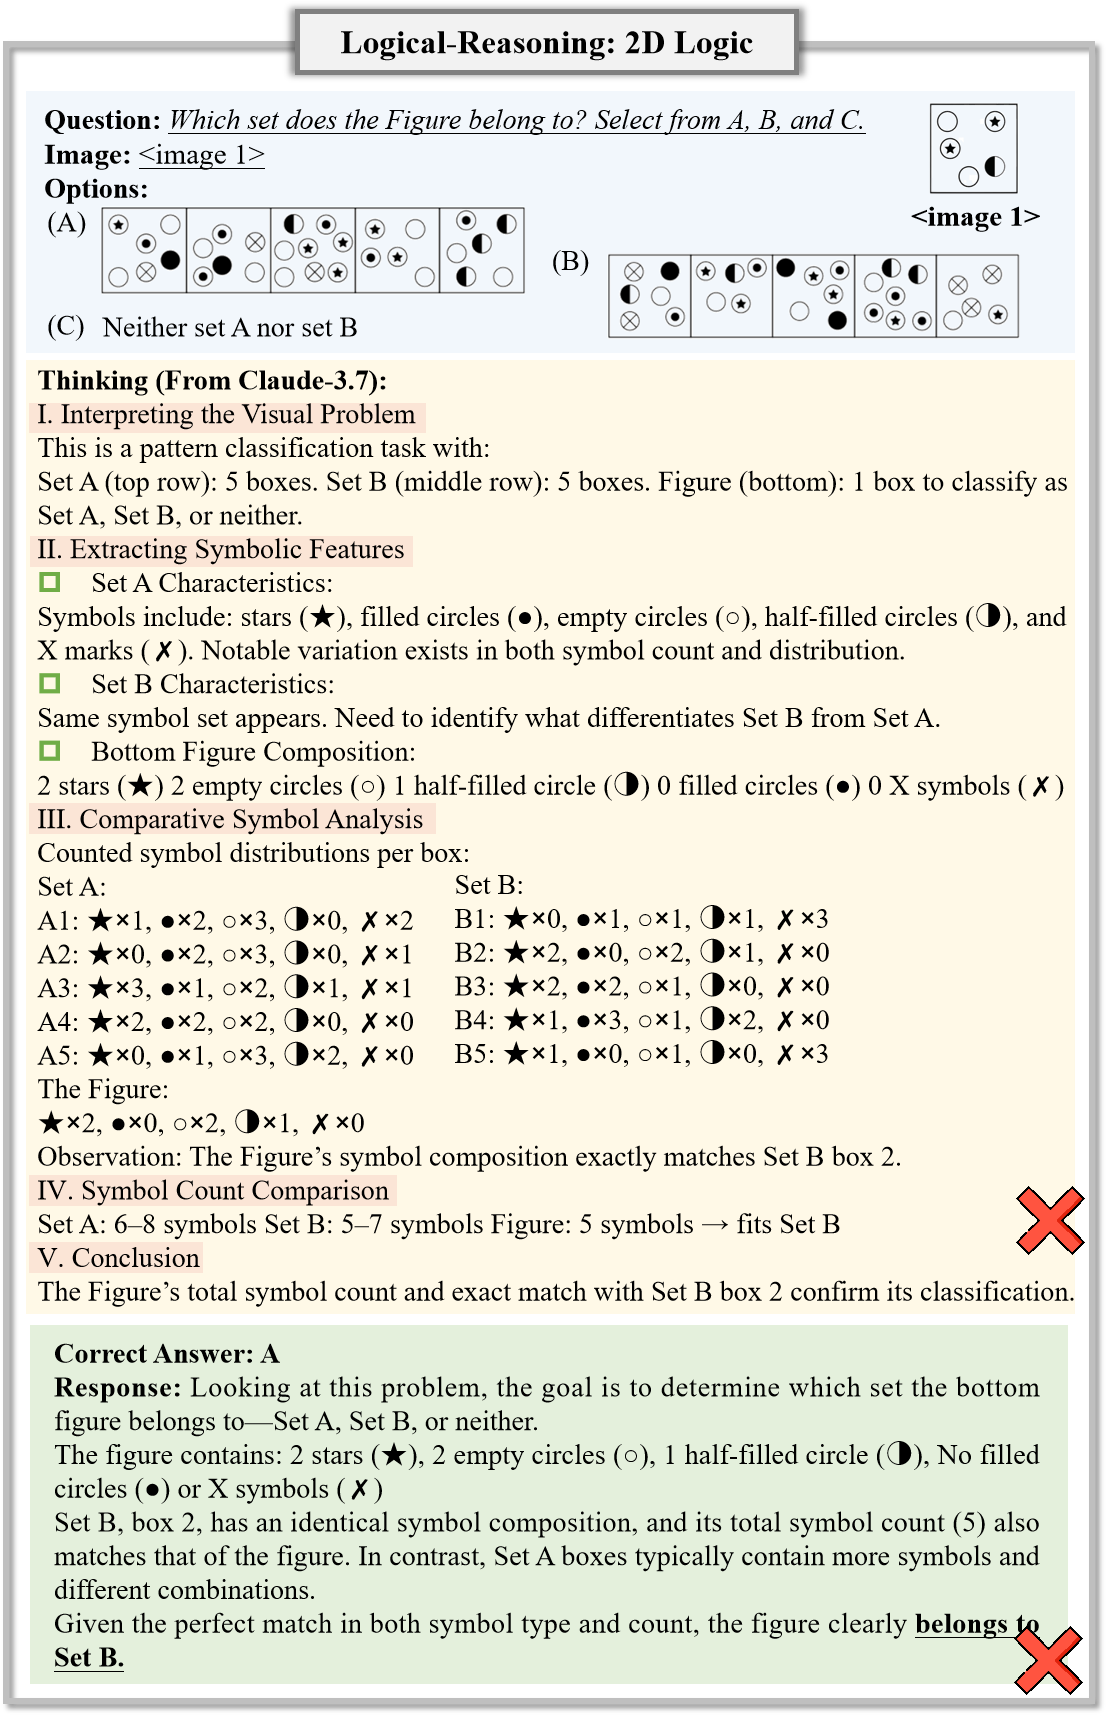 Logical-Reasoning: 2D Logic
Question: Which set does the Figure belong to? Select from A, B, and C.
Image: <image 1>
Options:
<image 1>
(A)
(B)
(C) Neither set A nor set B
Thinking (From Claude-3.7):
I. Interpreting the Visual Problem
This is a pattern classification task with:
Set A (top row): 5 boxes. Set B (middle row): 5 boxes. Figure (bottom): 1 box to classify as
Set A, Set B, or neither.
II. Extracting Symbolic Features
Set A Characteristics:
Symbols include: stars (★), filled circles (●), empty circles (○), half-filled circles (◑), and
X marks (✗). Notable variation exists in both symbol count and distribution.
Set B Characteristics:
Same symbol set appears. Need to identify what differentiates Set B from Set A.
Bottom Figure Composition:
2 stars (★) 2 empty circles (○) 1 half-filled circle (◑) 0 filled circles (●) 0 X symbols (✗)
III. Comparative Symbol Analysis
Counted symbol distributions per box:
Set A:
A1: ★×1, ●×2, ○×3, ◑×0, ✗×2
A2: ★×0, ●×2, ○×3, ◑×0, ✗×1
A3: ★×3, ●×1, ○×2, ◑×1, ✗×1
A4: ★×2, ●×2, ○×2, ◑×0, ✗×0
A5: ★×0, ●×1, ○×3, ◑×2, ✗×0
Set B:
B1: ★×0, ●×1, ○×1, ◑×1, ✗×3
B2: ★×2, ●×0, ○×2, ◑×1, ✗×0
B3: ★×2, ●×2, ○×1, ◑×0, ✗×0
B4: ★×1, ●×3, ○×1, ◑×2, ✗×0
B5: ★×1, ●×0, ○×1, ◑×0, ✗×3
The Figure:
★×2, ●×0, ○×2, ◑×1, ✗×0
Observation: The Figure's symbol composition exactly matches Set B box 2.
IV. Symbol Count Comparison
Set A: 6–8 symbols Set B: 5–7 symbols Figure: 5 symbols → fits Set B
V. Conclusion
The Figure's total symbol count and exact match with Set B box 2 confirm its classification.
Correct Answer: A
Response: Looking at this problem, the goal is to determine which set the bottom
figure belongs to—Set A, Set B, or neither.
The figure contains: 2 stars (★), 2 empty circles (○), 1 half-filled circle (◑), No filled
circles (●) or X symbols (✗)
Set B, box 2, has an identical symbol composition, and its total symbol count (5) also
matches that of the figure. In contrast, Set A boxes typically contain more symbols and
different combinations.
Given the perfect match in both symbol type and count, the figure clearly belongs to
Set B.